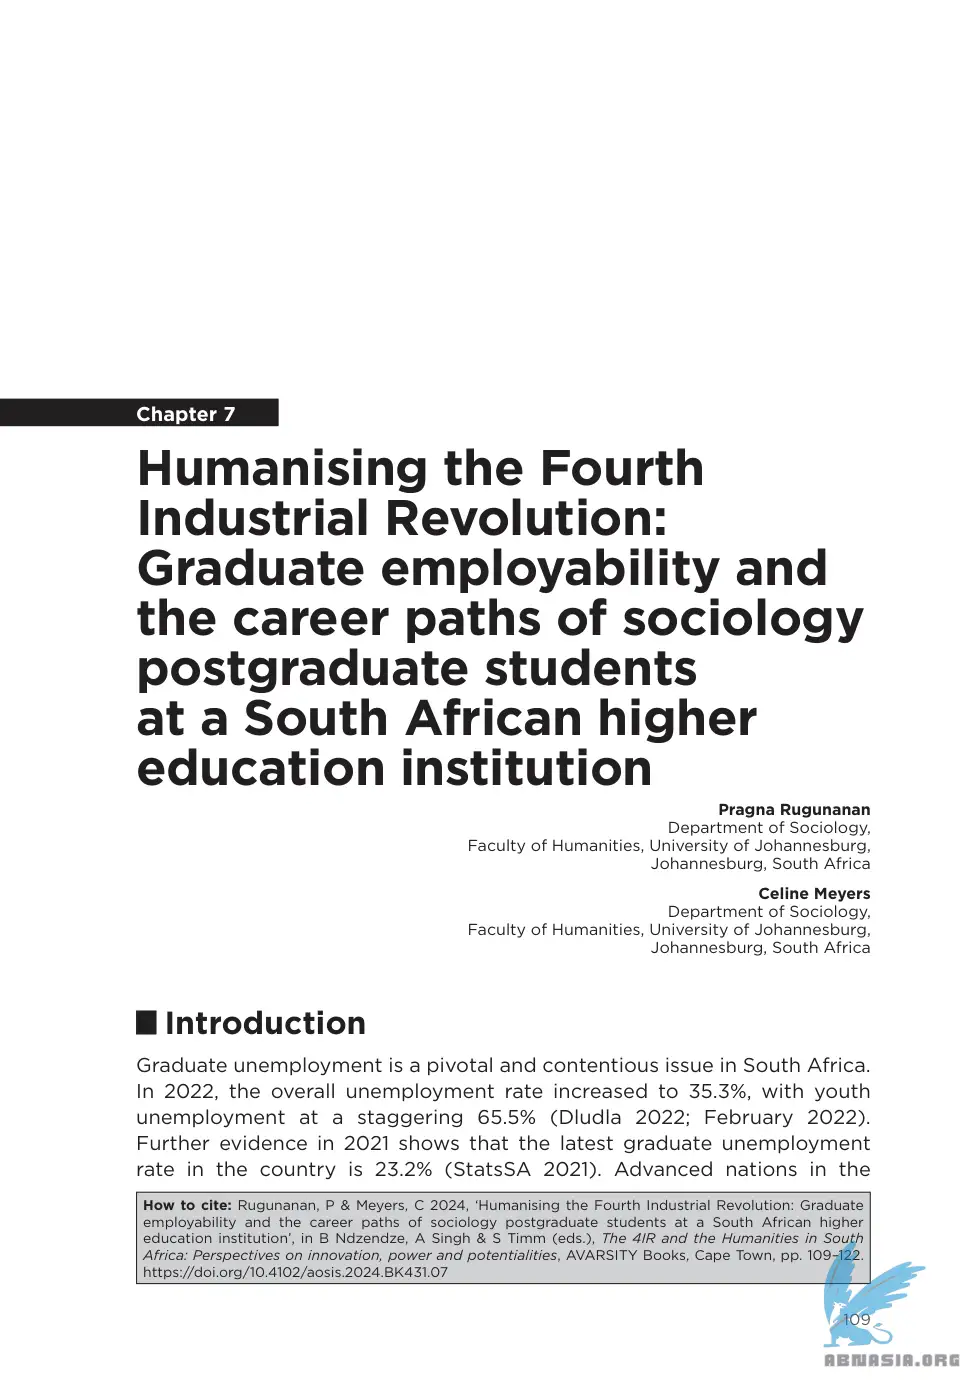 Chapter 7
Humanising the Fourth
Industrial Revolution:
Graduate employability and
the career paths of sociology
postgraduate students
at a South African higher
education institution
Pragna Rugunanan
Department of Sociology,
Faculty of Humanities, University of Johannesburg,
Johannesburg, South Africa
Celine Meyers
Department of Sociology,
Faculty of Humanities, University of Johannesburg,
Johannesburg, South Africa
Introduction
Graduate unemployment is a pivotal and contentious issue in South Africa.
In 2022, the overall unemployment rate increased to 35.3%, with youth
unemployment at a staggering 65.5% (Dludla 2022; February 2022).
Further evidence in 2021 shows that the latest graduate unemployment
rate in the country is 23.2% (StatsSA 2021). Advanced nations in the
How to cite: Rugunanan, P & Meyers, C 2024, ‘Humanising the Fourth Industrial Revolution: Graduate
employability and the career paths of sociology postgraduate students at a South African higher
education institution’, in B Ndzendze, A Singh & S Timm (eds.), The 4IR and the Humanities in South
Africa: Perspectives on innovation, power and potentialities, AVARSITY Books, Cape Town, pp. 109–122.
https://doi.org/10.4102/aosis.2024.BK431.07
109
ABNASIA.ORG